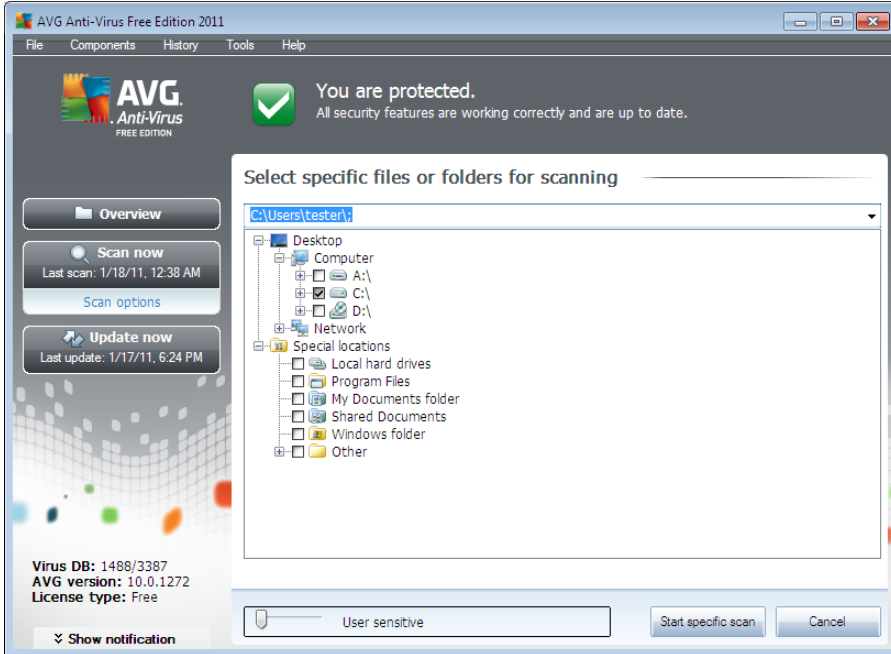 AVG Anti-Virus Free Edition 2011
File Components History Tools Help
AVG.
Anti-Virus
FREE EDITION
You are protected.
All security features are working correctly and are up to date.
Select specific files or folders for scanning
Overview
C:\Users\tester\;
Scan now
Last scan: 1/18/11, 12:38 AM
Scan options
Update now
Last update: 1/17/11, 6:24 PM
Desktop
Computer
A:\
C:\
D:\
Network
Special locations
Local hard drives
Program Files
My Documents folder
Shared Documents
Windows folder
Other
Virus DB: 1488/3387
AVG version: 10.0.1272
License type: Free
Show notification
User sensitive
Start specific scan
Cancel